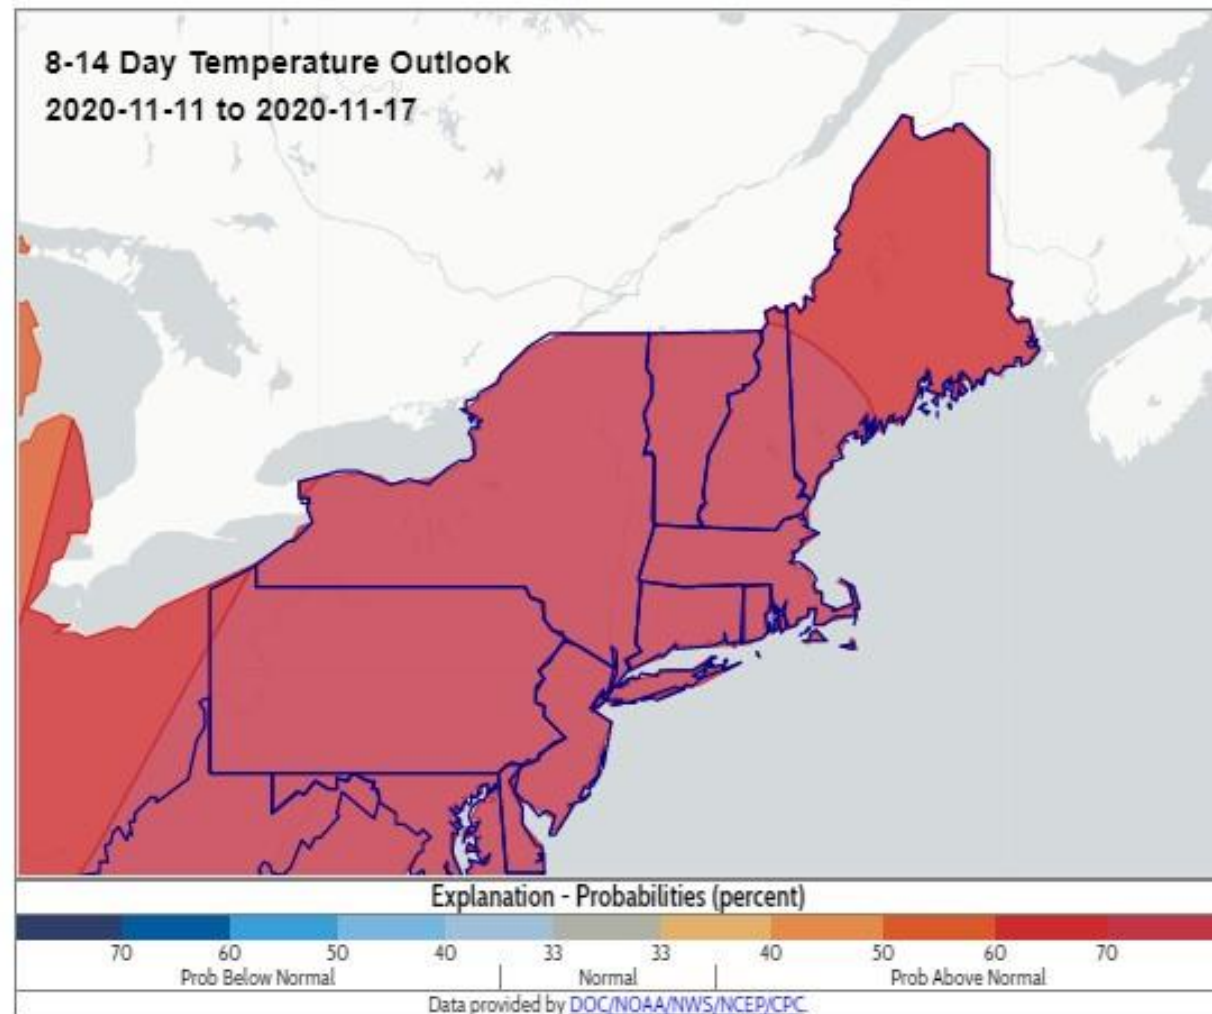 8-14 Day Temperature Outlook
2020-11-11 to 2020-11-17
Explanation - Probabilities (percent)
70 60 50 40 33 33 40 50 60 70
Prob Below Normal | Normal | Prob Above Normal
Data provided by DOC/NOAA/NWS/NCEP/CPC.